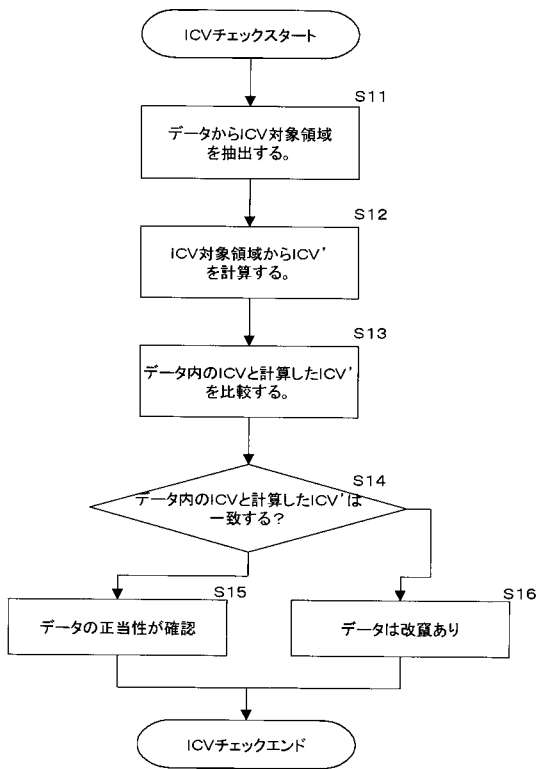 ICVチェックスタート
S11
データからICV対象領域
を抽出する。
S12
ICV対象領域からICV'
を計算する。
S13
データ内のICVと計算したICV'
を比較する。
S14
データ内のICVと計算したICV'は
一致する？
S15
データの正当性が確認
S16
データは改竄あり
ICVチェックエンド